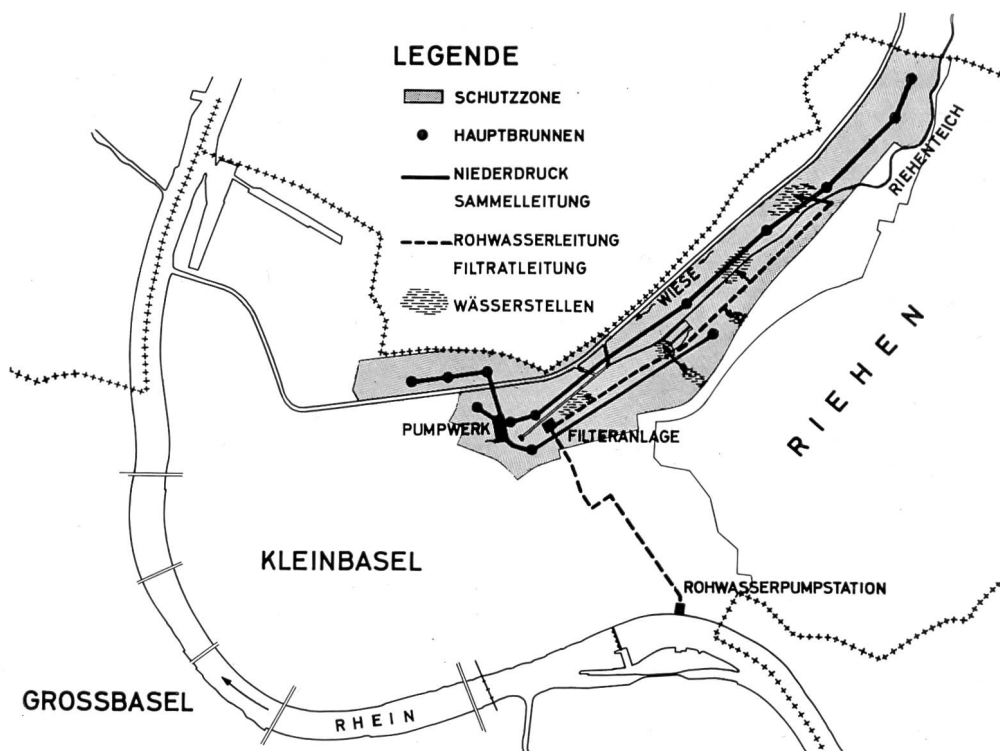 LEGENDE
SCHUTZZONE
HAUPTBRUNNEN
NIEDERDRUCK
SAMMELLEITUNG
ROHWASSERLEITUNG
FILTRATLEITUNG
WÄSSERSTELLEN
RIEHENTEICH
WIESE
RIEHEN
PUMPWERK
FILTERANLAGE
KLEINBASEL
ROHWASSERPUMPSTATION
GROSSBASEL
RHEIN